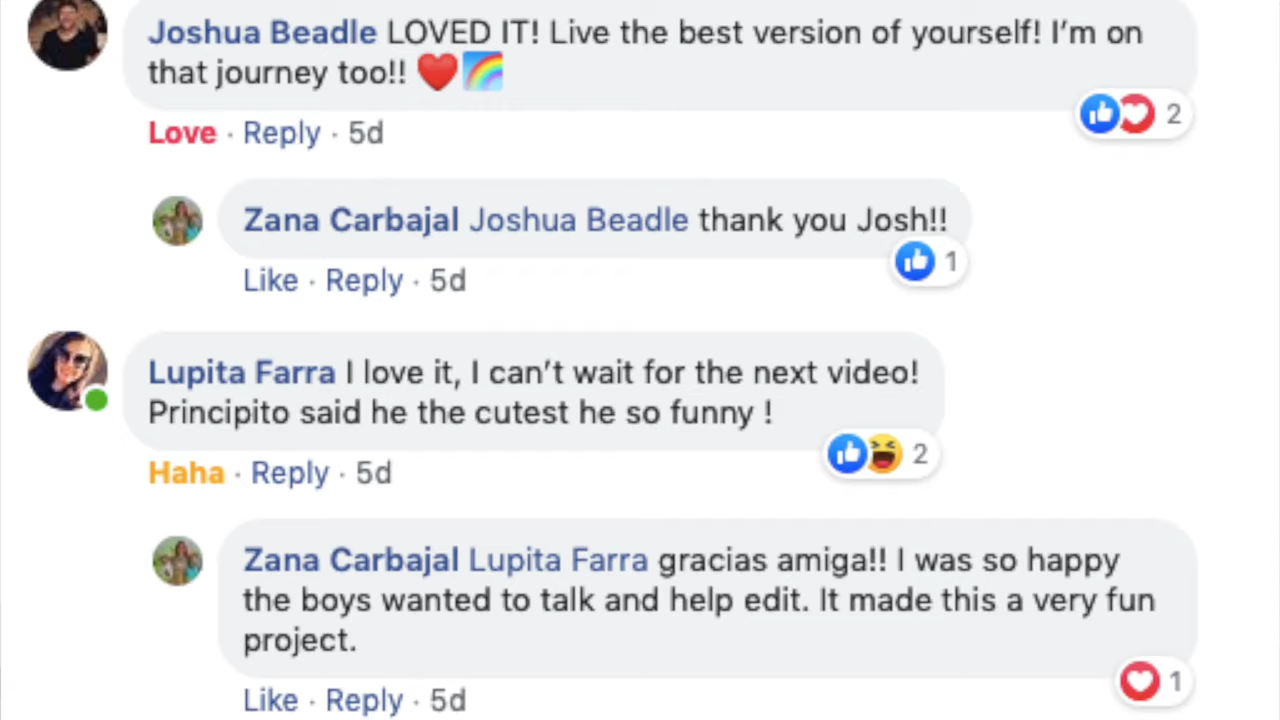 Joshua Beadle LOVED IT! Live the best version of yourself! I'm on
that journey too!! ❤️🌈
2
Love · Reply · 5d
Zana Carbajal Joshua Beadle thank you Josh!!
1
Like · Reply · 5d
Lupita Farra I love it, I can't wait for the next video!
Principito said he the cutest he so funny !
2
Haha · Reply · 5d
Zana Carbajal Lupita Farra gracias amiga!! I was so happy
the boys wanted to talk and help edit. It made this a very fun
project.
1
Like · Reply · 5d